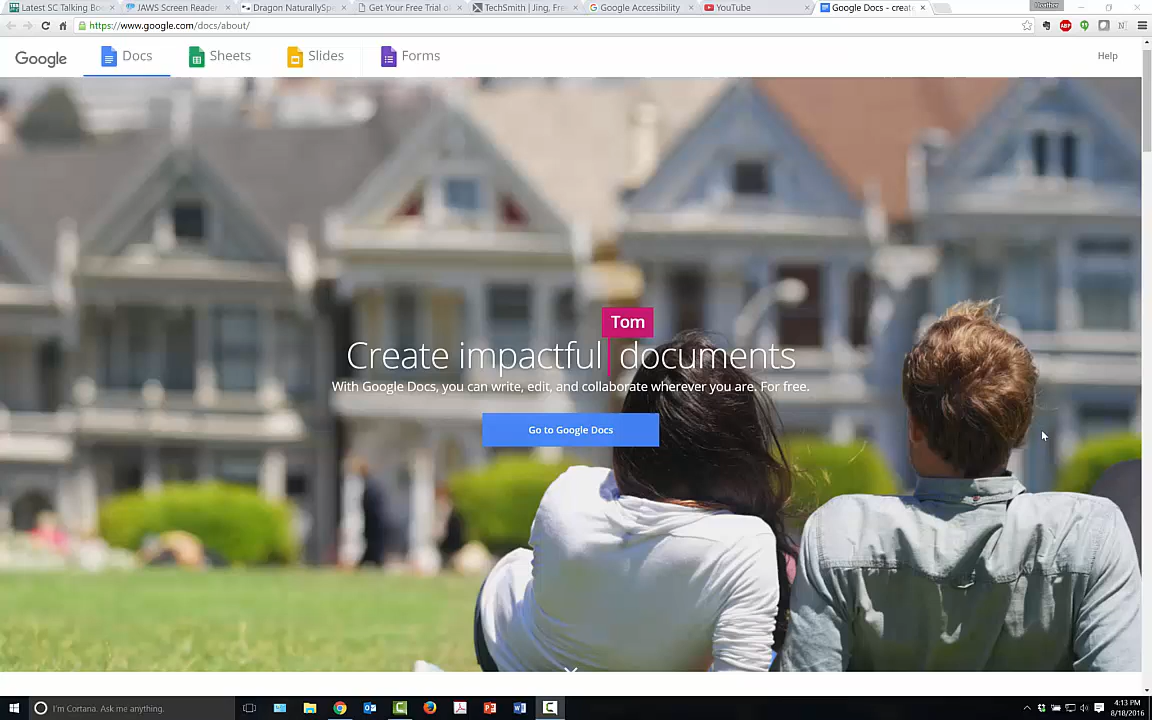 Latest SC Talking Bo
JAWS Screen Reader
Dragon NaturallySpe
Get Your Free Trial o
TechSmith | Jing, Fre
Google Accessibility
YouTube
Google Docs - creat
Heather
https://www.google.com/docs/about/
ABP
Google
Docs
Sheets
Slides
Forms
Help
Tom
Create impactful documents
With Google Docs, you can write, edit, and collaborate wherever you are. For free.
Go to Google Docs
I'm Cortana. Ask me anything.
4:13 PM
8/18/2016